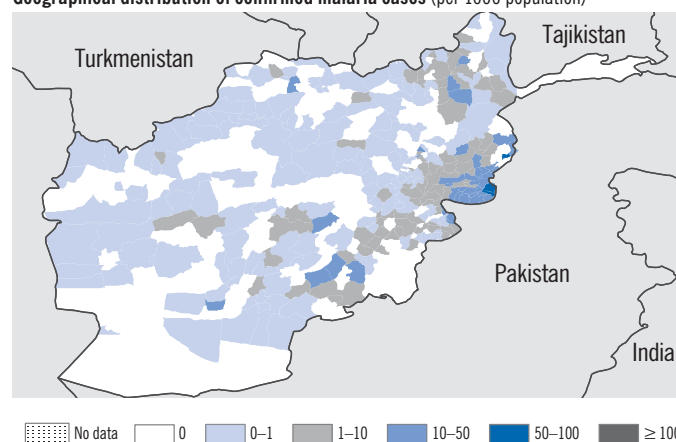 Geographical distribution of confirmed malaria cases (per 1000 population)
Tajikistan
Turkmenistan
Pakistan
India
No data 0 0–1 1–10 10–50 50–100 ≥ 100